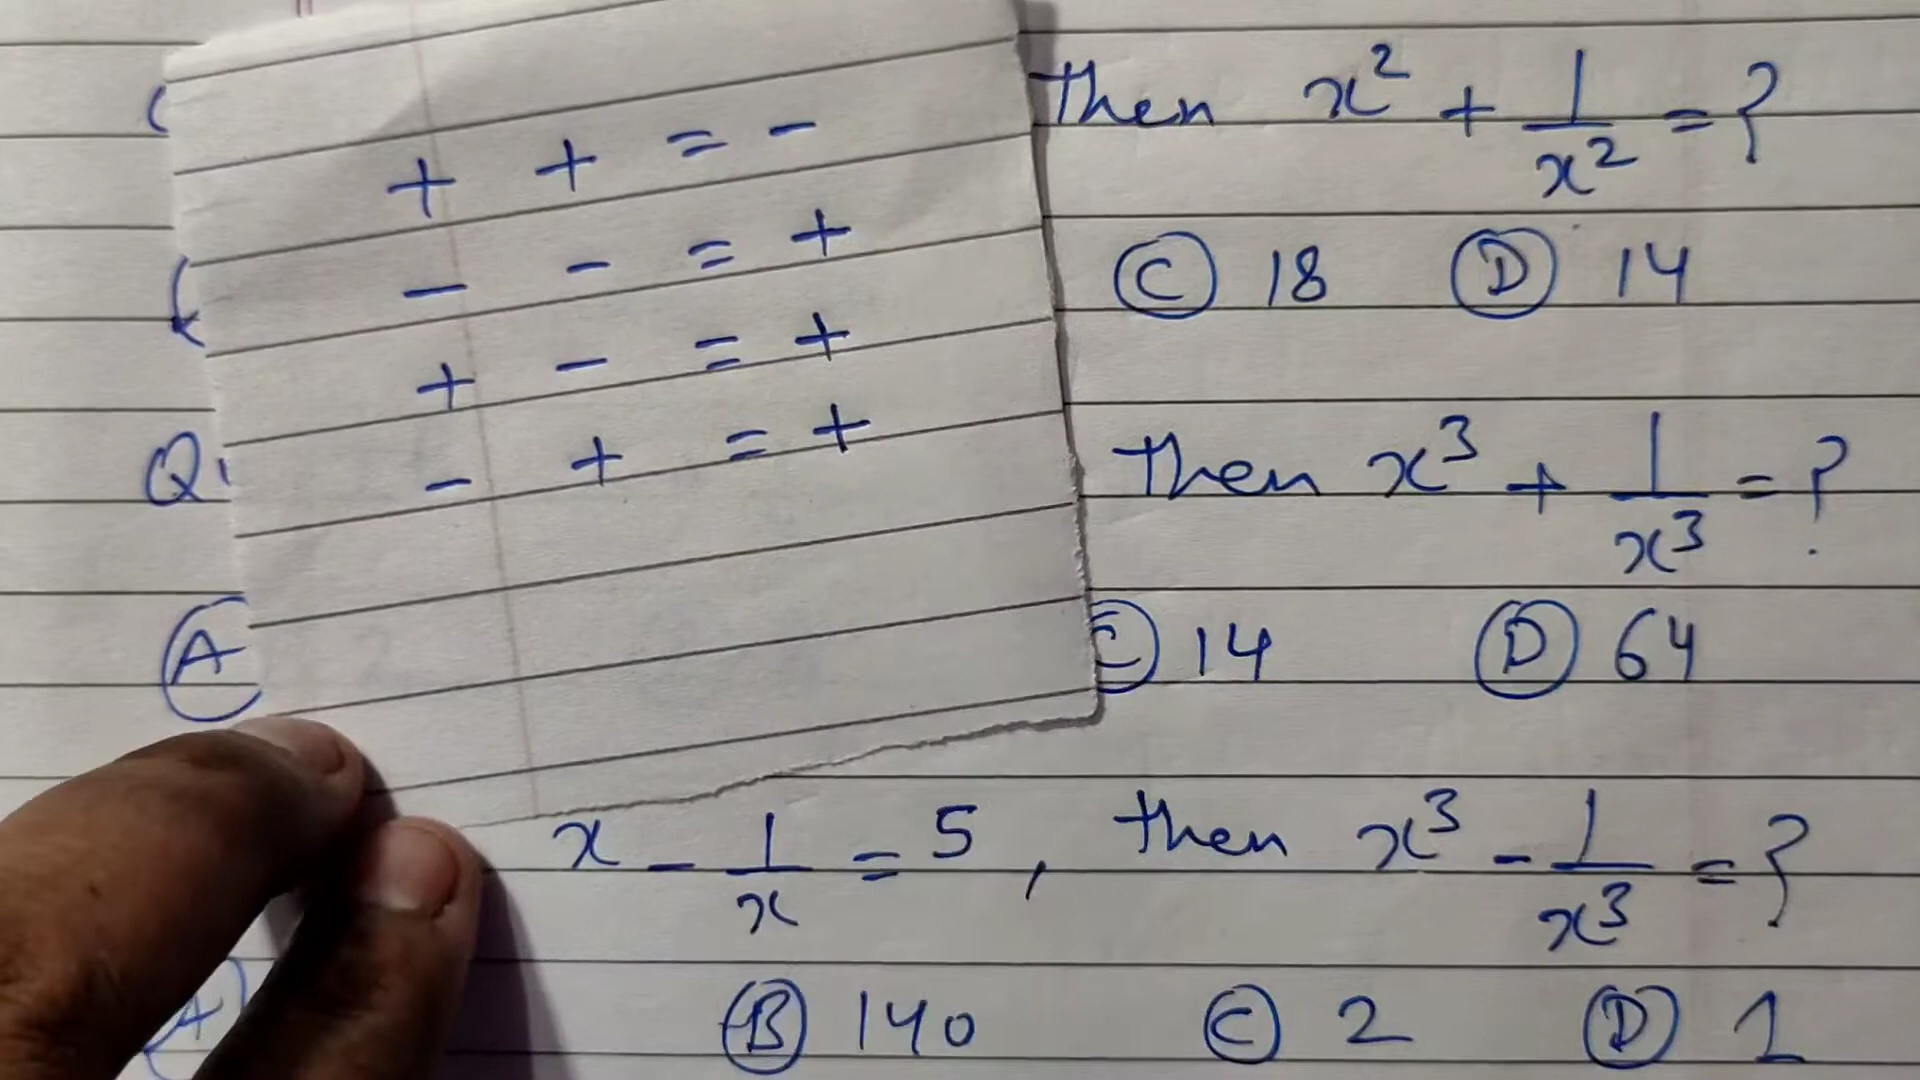 + + = -
- - = +
+ - = +
- + = +
then x² + 1/x² = ?
Ⓒ 18 Ⓓ 14
Q
then x³ + 1/x³ = ?
Ⓐ Ⓒ 14 Ⓓ 64
x - 1/x = 5, then x³ - 1/x³ = ?
Ⓐ Ⓑ 140 Ⓒ 2 Ⓓ 1